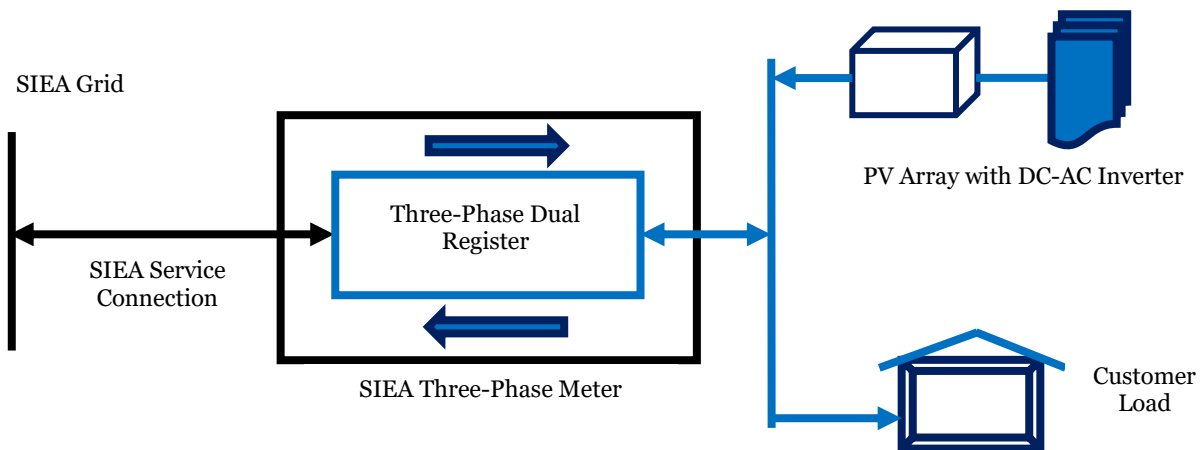 SIEA Grid
PV Array with DC-AC Inverter
Three-Phase Dual
Register
SIEA Service
Connection
SIEA Three-Phase Meter
Customer
Load